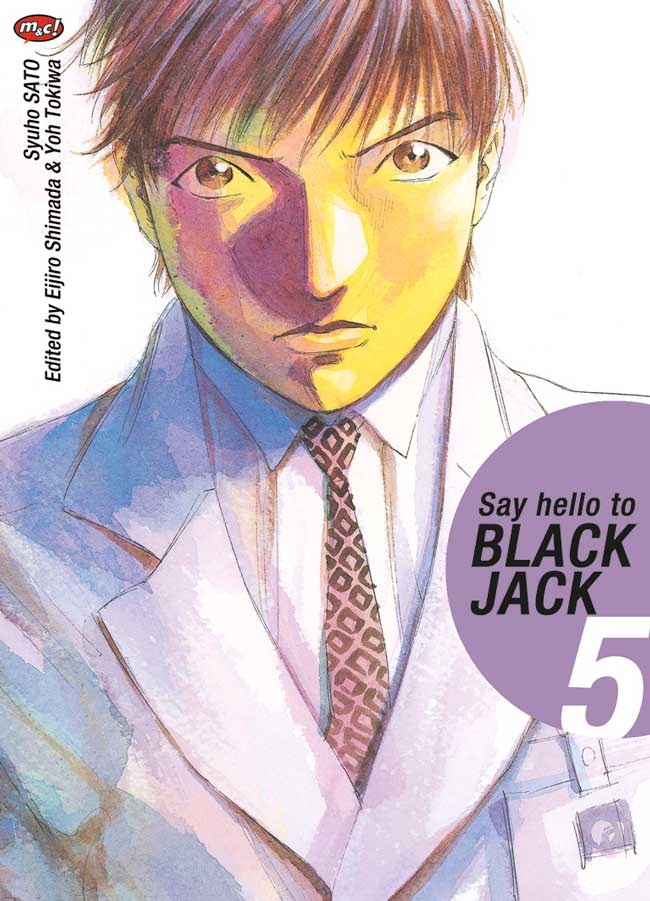 m&c!
Syuho SATO
Edited by Eijiro Shimada & Yoh Tokiwa
Say hello to
BLACK
JACK
5